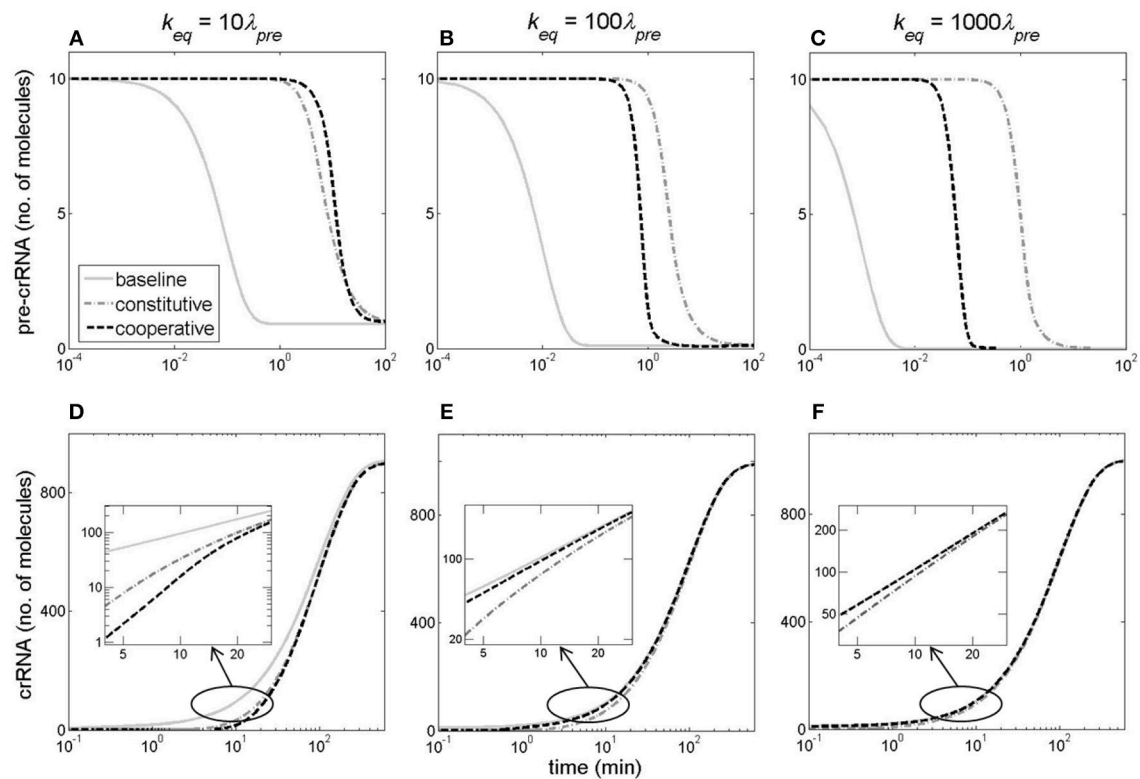 A k_eq = 10λ_pre
B k_eq = 100λ_pre
C k_eq = 1000λ_pre
pre-crRNA (no. of molecules)
10
5
0
baseline
constitutive
cooperative
10^-4 10^-2 10^0 10^2
10
5
0
10^-4 10^-2 10^0 10^2
10
5
0
10^-4 10^-2 10^0 10^2
D
E
F
crRNA (no. of molecules)
800
400
0
100
10
1
5 10 20
10^-1 10^0 10^1 10^2
800
400
0
100
20
5 10 20
10^-1 10^0 10^1 10^2
800
400
0
200
100
50
5 10 20
10^-1 10^0 10^1 10^2
time (min)